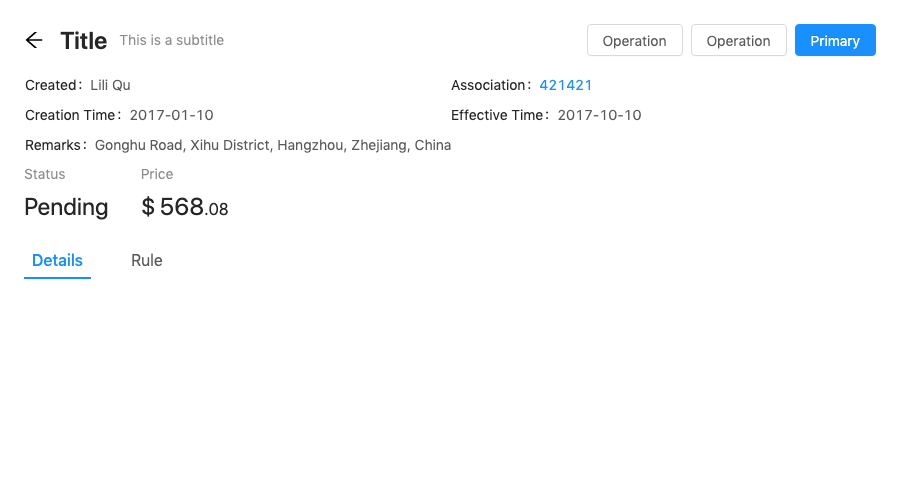 Title This is a subtitle Operation Operation Primary
Created: Lili Qu Association: 421421
Creation Time: 2017-01-10 Effective Time: 2017-10-10
Remarks: Gonghu Road, Xihu District, Hangzhou, Zhejiang, China
Status Price
Pending $ 568.08
Details Rule